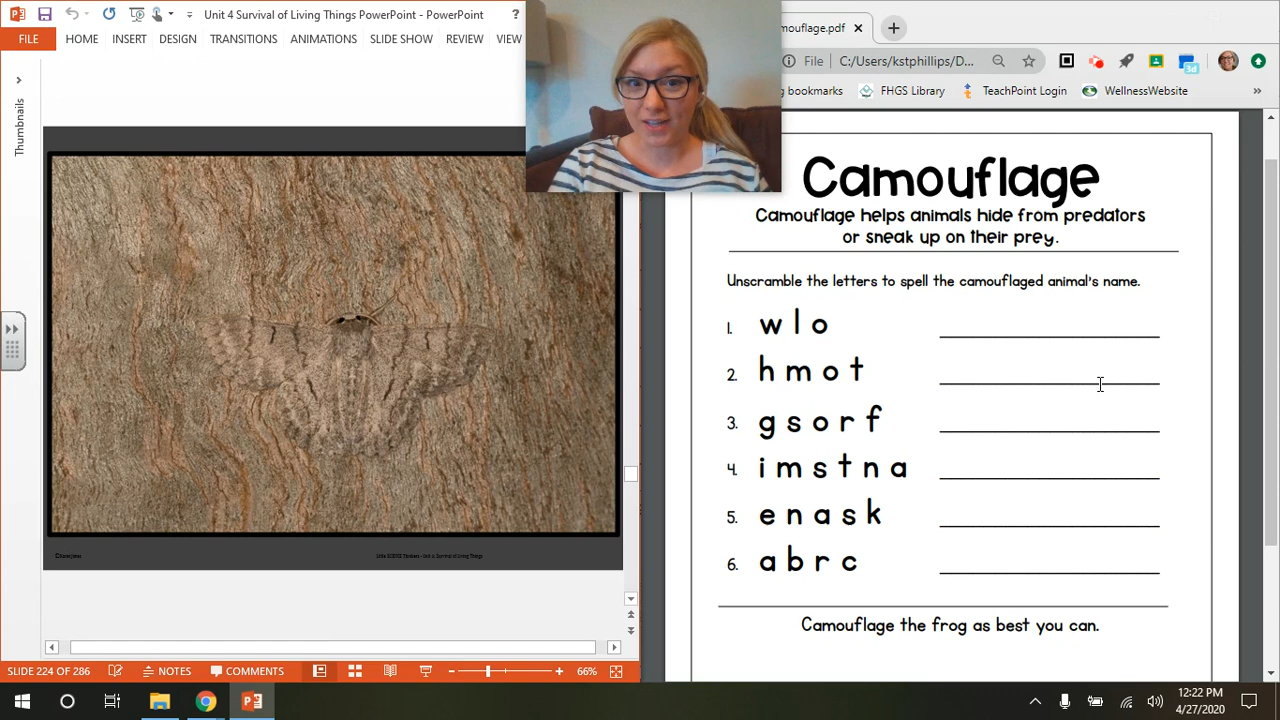 Unit 4 Survival of Living Things PowerPoint - PowerPoint
?
FILE HOME INSERT DESIGN TRANSITIONS ANIMATIONS SLIDE SHOW REVIEW VIEW
Thumbnails
SLIDE 224 OF 286
NOTES
COMMENTS
66%
mouflage.pdf
File C:/Users/kstphillips/D...
3d
bookmarks FHGS Library TeachPoint Login WellnessWebsite »
Camouflage
Camouflage helps animals hide from predators
or sneak up on their prey.
Unscramble the letters to spell the camouflaged animal's name.
1. w l o
2. h m o t
3. g s o r f
4. i m s t n a
5. e n a s k
6. a b r c
Camouflage the frog as best you can.
12:22 PM
4/27/2020